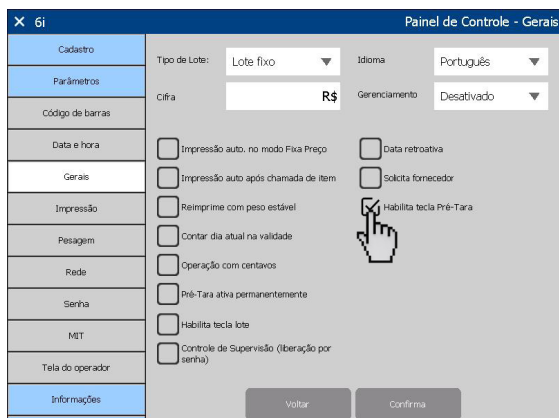 6i
Painel de Controle - Gerais
Cadastro
Parâmetros
Código de barras
Data e hora
Gerais
Impressão
Pesagem
Rede
Senha
MIT
Tela do operador
Informações
Tipo de Lote: Lote fixo
Idioma Português
Cifra R$
Gerenciamento Desativado
Impressão auto. no modo Fixa Preço
Impressão auto após chamada de item
Reimprime com peso estável
Contar dia atual na validade
Operação com centavos
Pré-Tara ativa permanentemente
Habilita tecla lote
Controle de Supervisão (liberação por
senha)
Data retroativa
Solicita fornecedor
Habilita tecla Pré-Tara
Voltar
Confirma